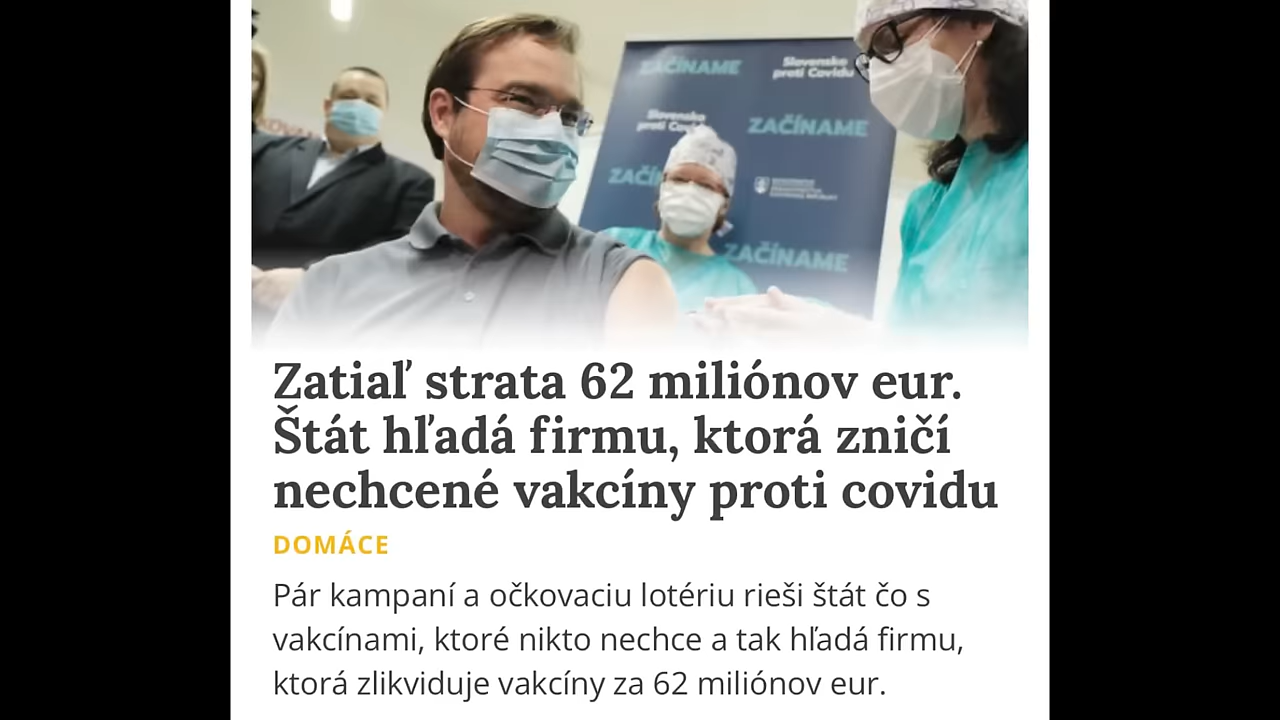 ZAČÍNAME
Slovensko
proti Covidu
Slovensko
proti Covidu
ZAČÍNAME
ZAČÍ
ZAČÍNAME
Zatiaľ strata 62 miliónov eur.
Štát hľadá firmu, ktorá zničí
nechcené vakcíny proti covidu
DOMÁCE
Pár kampaní a očkovaciu lotériu rieši štát čo s
vakcínami, ktoré nikto nechce a tak hľadá firmu,
ktorá zlikviduje vakcíny za 62 miliónov eur.